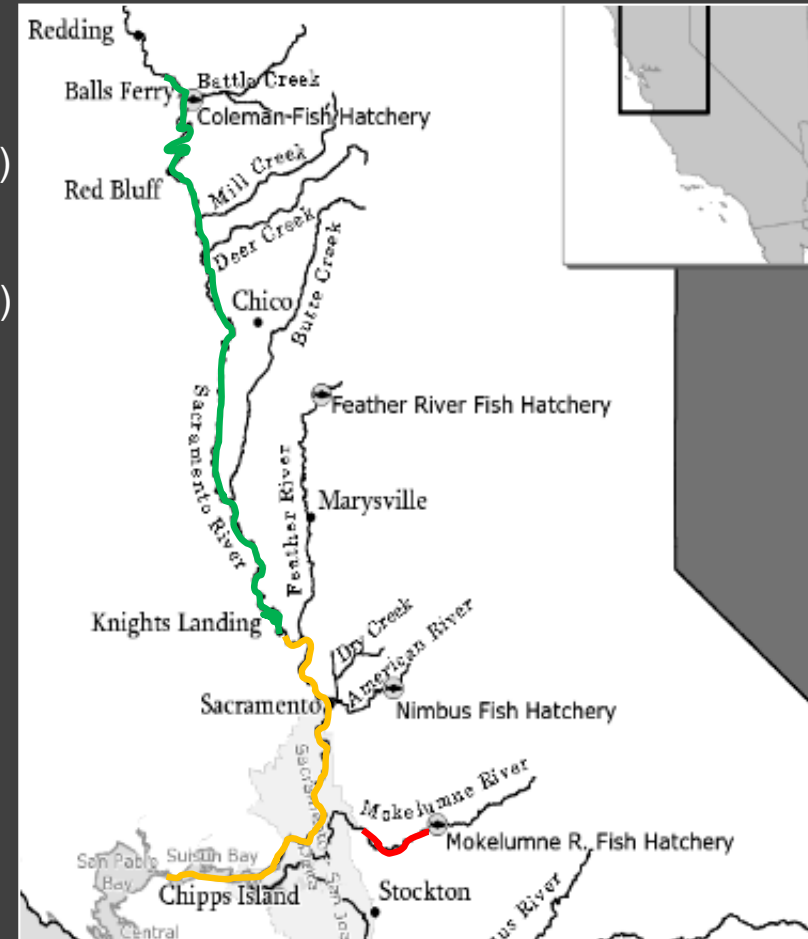 Redding
Battle Creek
Balls Ferry
Coleman-Fish Hatchery
)
Mill Creek
Red Bluff
Deer Creek
)
Chico
Butte Creek
Feather River Fish Hatchery
Sacramento River
Feather River
Marysville
Knights Landing
Dry Creek
American River
Sacramento
Nimbus Fish Hatchery
Mokelumne River
Mokelumne R. Fish Hatchery
San Pablo
Bay
Suisun Bay
Chipps Island
Stockton
River
Central